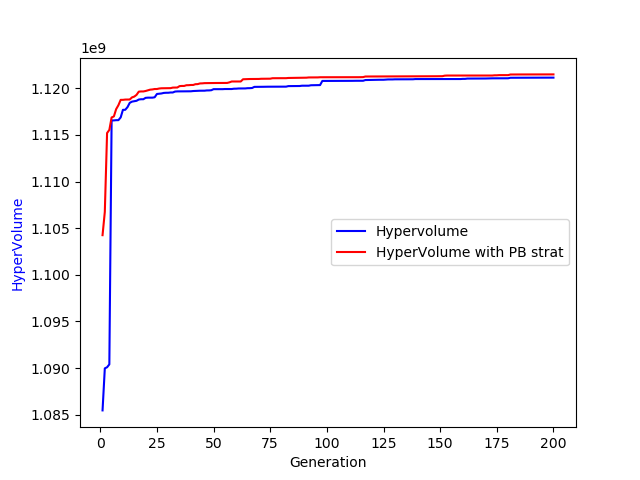 1e9
1.120
1.115
1.110
1.105
1.100
1.095
1.090
1.085
HyperVolume
Hypervolume
HyperVolume with PB strat
0 25 50 75 100 125 150 175 200
Generation